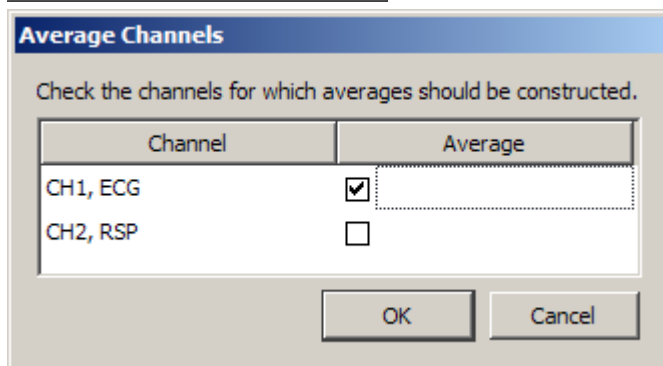 Average Channels
Check the channels for which averages should be constructed.
Channel Average
CH1, ECG
CH2, RSP
OK Cancel